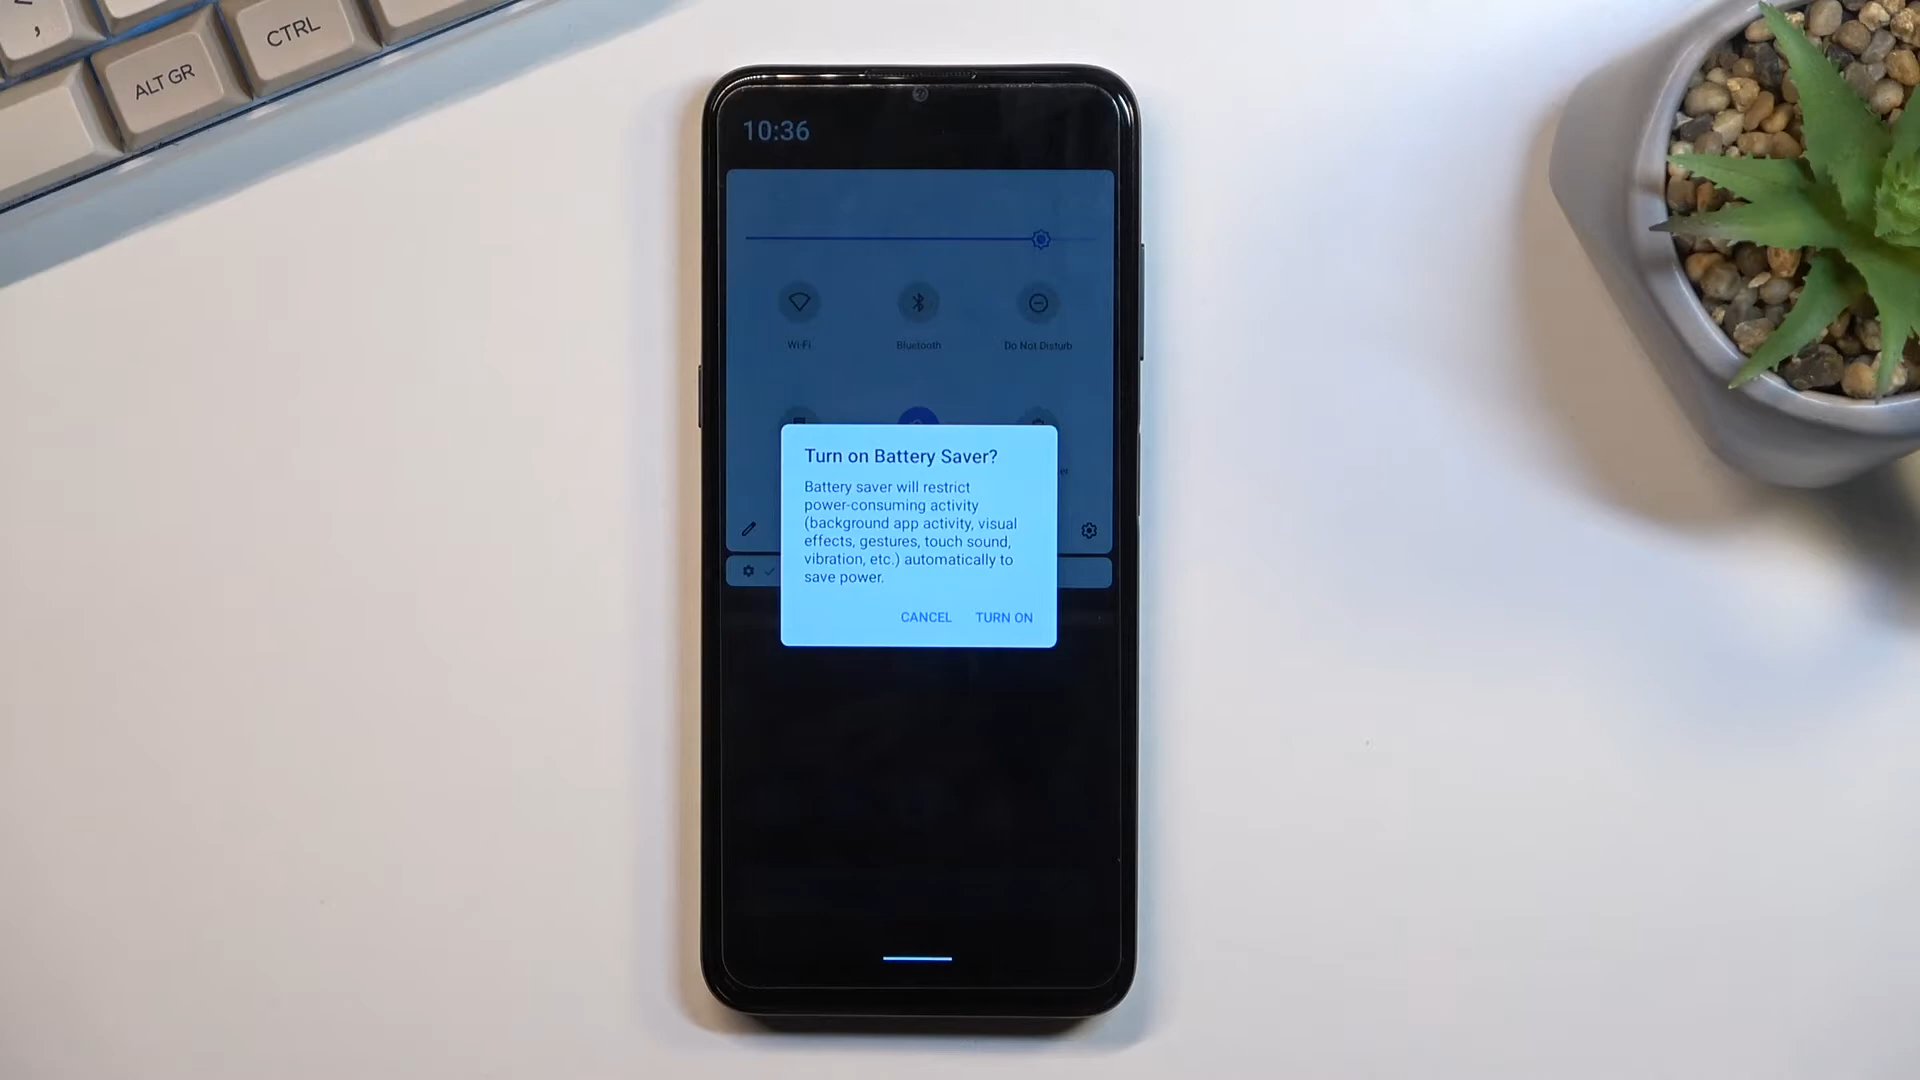 CTRL
ALT GR
10:36
Wi-Fi
Bluetooth
Do Not Disturb
Turn on Battery Saver?
Battery saver will restrict
power-consuming activity
(background app activity, visual
effects, gestures, touch sound,
vibration, etc.) automatically to
save power.
CANCEL
TURN ON